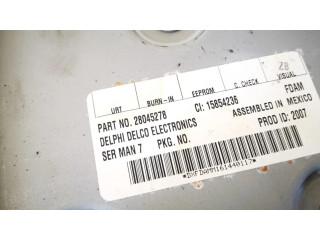 28
URT BURN-IN EEPROM C. CHECK VISUAL
PART NO. 28045278 CI: 15854236 FDAM
DELPHI DELCO ELECTRONICS ASSEMBLED IN MEXICO
SER MAN 7 PKG. NO. PROD ID: 2007